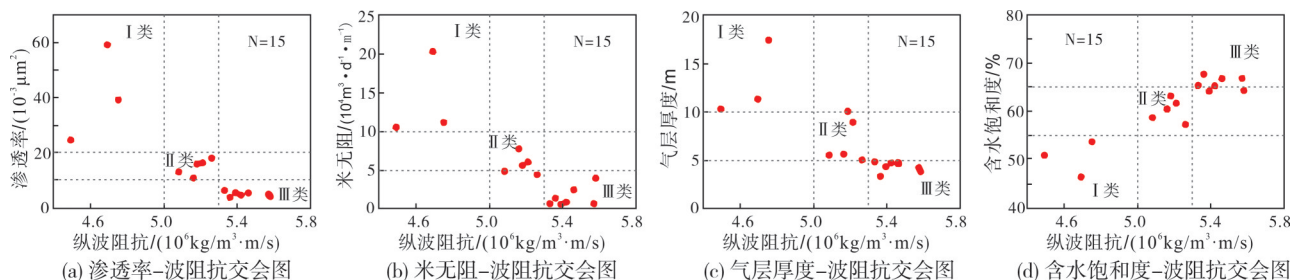 渗透率/(10⁻³μm²)
60
40
20
0
Ⅰ类
N=15
Ⅱ类
Ⅲ类
4.6 5.0 5.4 5.8
纵波阻抗/(10⁶kg/m³·m/s)
(a) 渗透率-波阻抗交会图
米无阻/(10⁴m³·d⁻¹·m⁻¹)
25
20
15
10
5
0
Ⅰ类
N=15
Ⅱ类
Ⅲ类
4.6 5.0 5.4 5.8
纵波阻抗/(10⁶kg/m³·m/s)
(b) 米无阻-波阻抗交会图
气层厚度/m
20
15
10
5
0
Ⅰ类
N=15
Ⅱ类
Ⅲ类
4.6 5.0 5.4 5.8
纵波阻抗/(10⁶kg/m³·m/s)
(c) 气层厚度-波阻抗交会图
含水饱和度/%
80
70
60
50
40
N=15
Ⅲ类
Ⅱ类
Ⅰ类
4.6 5.0 5.4 5.8
纵波阻抗/(10⁶kg/m³·m/s)
(d) 含水饱和度-波阻抗交会图